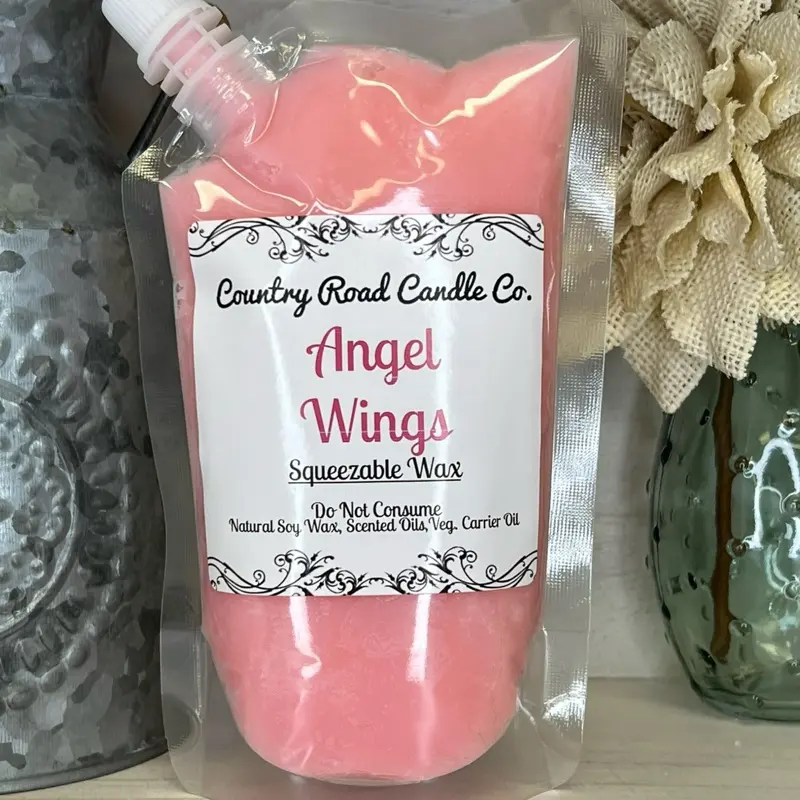 Country Road Candle Co.
Angel
Wings
Squeezable Wax
Do Not Consume
Natural Soy Wax, Scented Oils,Veg. Carrier Oil